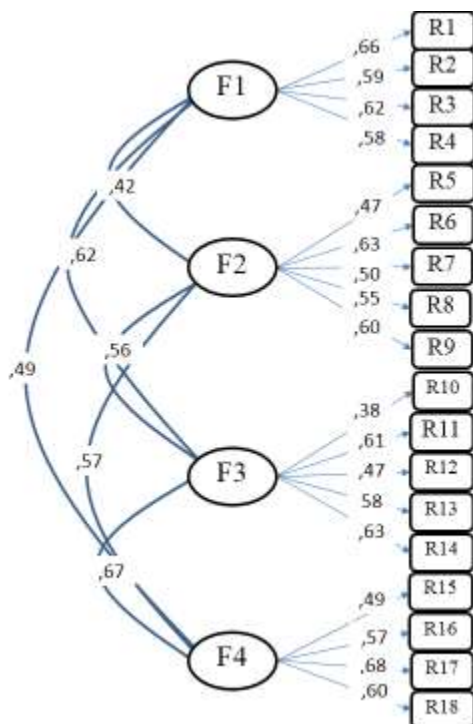 R1
,66
R2
,59
F1
R3
,62
R4
,58
R5
,42
,47
R6
,63
,62
F2
R7
,50
R8
,55
R9
,60
,56
,49
R10
,38
R11
,61
,57
F3
R12
,47
R13
58
R14
,63
,67
R15
,49
R16
,57
F4
R17
,68
R18
,60